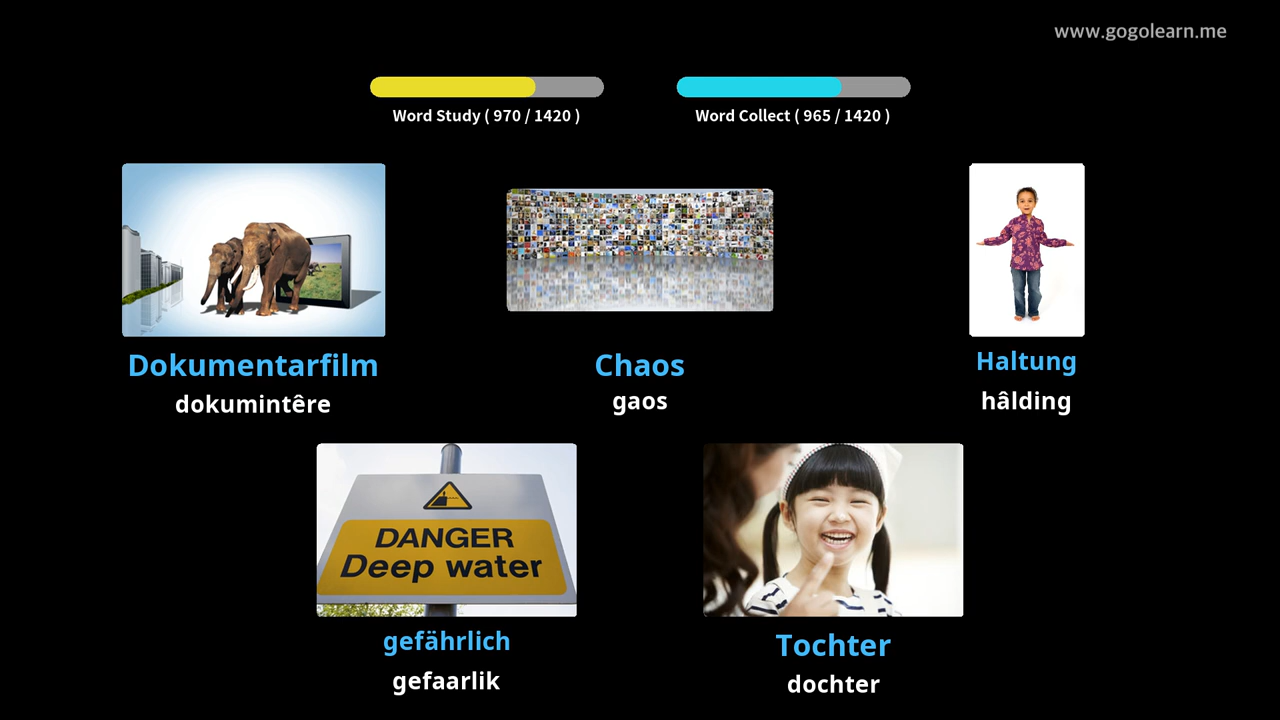 www.gogolearn.me
Word Study ( 970 / 1420 )
Word Collect ( 965 / 1420 )
Dokumentarfilm
dokumintêre
Chaos
gaos
Haltung
hâlding
DANGER
Deep water
gefährlich
gefaarlik
Tochter
dochter